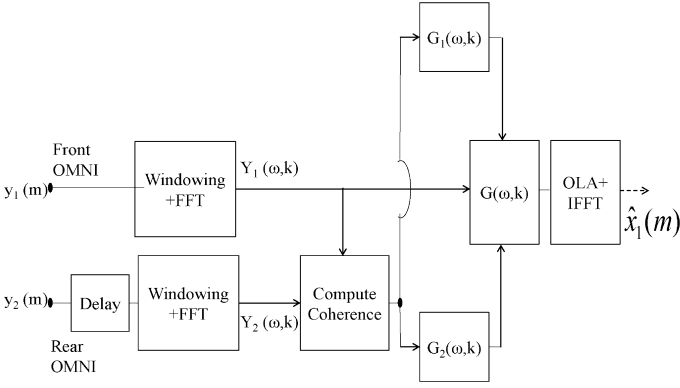 G₁(ω,k)
Front
OMNI
y₁ (m)
Windowing
+FFT
Y₁ (ω,k)
G(ω,k)
OLA+
IFFT
x̂₁(m)
y₂ (m)
Delay
Rear
OMNI
Windowing
+FFT
Y₂ (ω,k)
Compute
Coherence
G₂(ω,k)